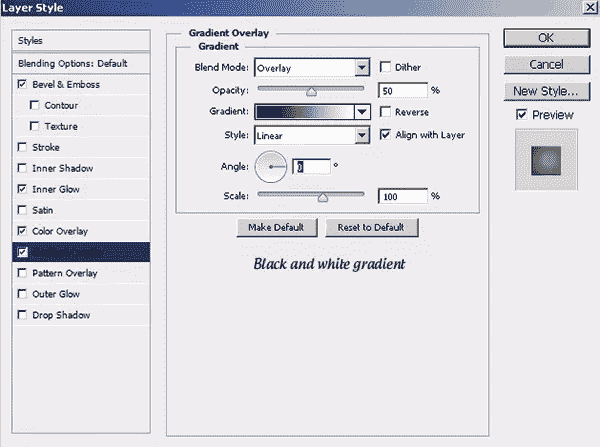 Layer Style
Styles
Blending Options: Default
Bevel & Emboss
Contour
Texture
Stroke
Inner Shadow
Inner Glow
Satin
Color Overlay
Pattern Overlay
Outer Glow
Drop Shadow
Gradient Overlay
Gradient
Blend Mode: Overlay Dither
Opacity: 50 %
Gradient: Reverse
Style: Linear Align with Layer
Angle: 0 °
Scale: 100 %
Make Default Reset to Default
Black and white gradient
OK
Cancel
New Style...
Preview